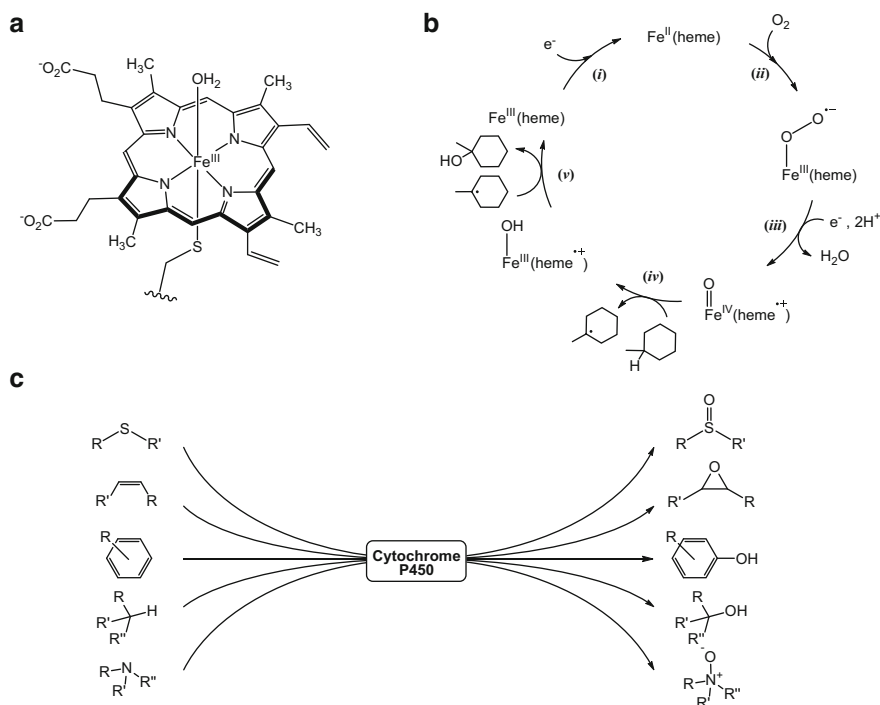 a
⁻O₂C
H₃C
OH₂
CH₃
N
N
Feᴵᴵᴵ
N
N
⁻O₂C
H₃C
CH₃
S
b
e⁻
Feᴵᴵ(heme)
O₂
(i)
(ii)
Feᴵᴵᴵ(heme)
O
O•−
HO
(v)
Feᴵᴵᴵ(heme)
OH
(iii)
e⁻ , 2H⁺
H₂O
Feᴵᴵᴵ(heme•+)
(iv)
O
Feᴵⱽ(heme•+)
H
c
R S R'
O
R S R'
R' R
O
R' R
R
R
OH
Cytochrome
P450
R
R' H
R''
R
R' OH
R''
R N R''
R'
⁻O
R N⁺ R''
R'